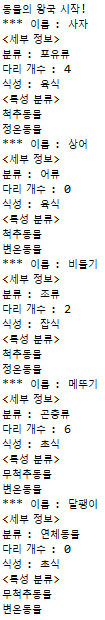 동물의 왕국 시작!
*** 이름 : 사자
<세부 정보>
분류 : 포유류
다리 개수 : 4
식성 : 육식
<특성 분류>
척추동물
정온동물
*** 이름 : 상어
<세부 정보>
분류 : 어류
다리 개수 : 0
식성 : 육식
<특성 분류>
척추동물
변온동물
*** 이름 : 비둘기
<세부 정보>
분류 : 조류
다리 개수 : 2
식성 : 잡식
<특성 분류>
척추동물
정온동물
*** 이름 : 메뚜기
<세부 정보>
분류 : 곤충류
다리 개수 : 6
식성 : 초식
<특성 분류>
무척추동물
변온동물
*** 이름 : 달팽이
<세부 정보>
분류 : 연체동물
다리 개수 : 0
식성 : 초식
<특성 분류>
무척추동물
변온동물